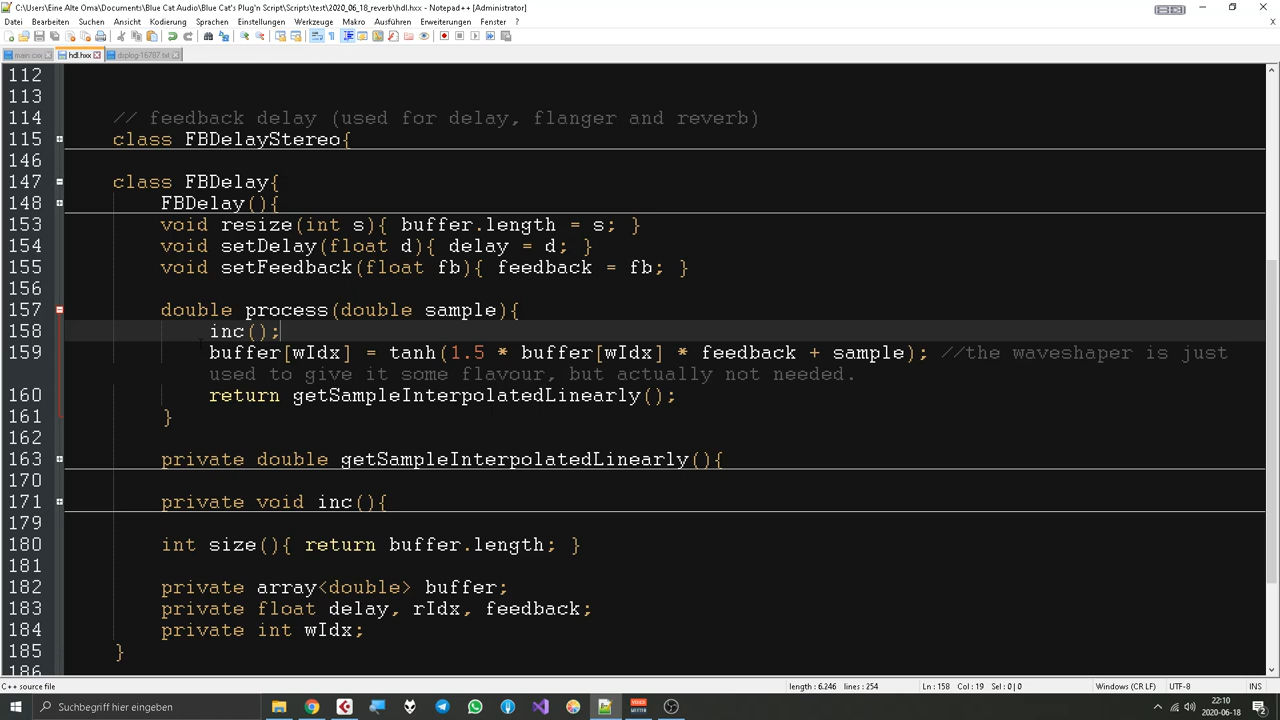 C:\Users\Eine Alte Oma\Documents\Blue Cat Audio\Blue Cat's Plug'n Script\Scripts\test\2020_06_18_reverb\hdl.hxx - Notepad++ [Administrator]
Datei Bearbeiten Suchen Ansicht Kodierung Sprachen Einstellungen Werkzeuge Makro Ausführen Erweiterungen Fenster ?
main.cxx hdl.hxx dsplog-16787.txt
112
113
114 // feedback delay (used for delay, flanger and reverb)
115 class FBDelayStereo{
146
147 class FBDelay{
148 FBDelay(){
153 void resize(int s){ buffer.length = s; }
154 void setDelay(float d){ delay = d; }
155 void setFeedback(float fb){ feedback = fb; }
156
157 double process(double sample){
158 inc();
159 buffer[wIdx] = tanh(1.5 * buffer[wIdx] * feedback + sample); //the waveshaper is just
used to give it some flavour, but actually not needed.
160 return getSampleInterpolatedLinearly();
161 }
162
163 private double getSampleInterpolatedLinearly(){
170
171 private void inc(){
179
180 int size(){ return buffer.length; }
181
182 private array<double> buffer;
183 private float delay, rIdx, feedback;
184 private int wIdx;
185 }
186
C++ source file length : 6.246 lines : 254 Ln : 158 Col : 19 Sel : 0 | 0 Windows (CR LF) UTF-8 INS
Suchbegriff hier eingeben 22:10
2020-06-18